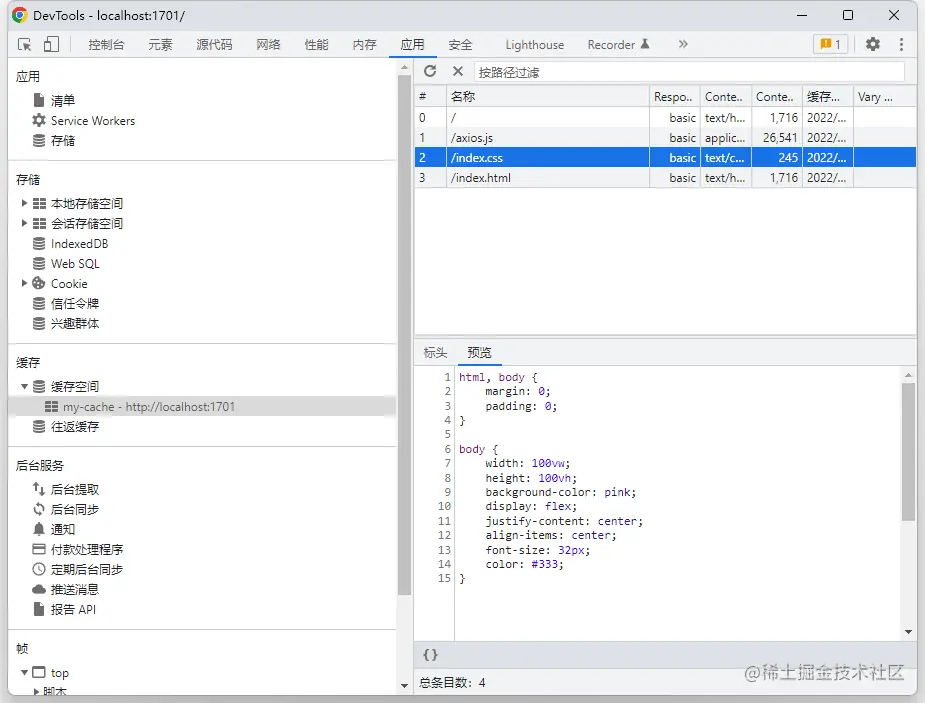 DevTools - localhost:1701/
控制台 元素 源代码 网络 性能 内存 应用 安全 Lighthouse Recorder 1
应用
清单
Service Workers
存储
存储
本地存储空间
会话存储空间
IndexedDB
Web SQL
Cookie
信任令牌
兴趣群体
缓存
缓存空间
my-cache - http://localhost:1701
往返缓存
后台服务
后台提取
后台同步
通知
付款处理程序
定期后台同步
推送消息
报告 API
帧
top
脚本
按路径过滤
# 名称 Respo.. Conte.. Conte.. 缓存... Vary ...
0 / basic text/h... 1,716 2022/...
1 /axios.js basic applic... 26,541 2022/...
2 /index.css basic text/c... 245 2022/...
3 /index.html basic text/h... 1,716 2022/...
标头 预览
1 html, body {
2 margin: 0;
3 padding: 0;
4 }
5
6 body {
7 width: 100vw;
8 height: 100vh;
9 background-color: pink;
10 display: flex;
11 justify-content: center;
12 align-items: center;
13 font-size: 32px;
14 color: #333;
15 }
{}
总条目数: 4
@稀土掘金技术社区